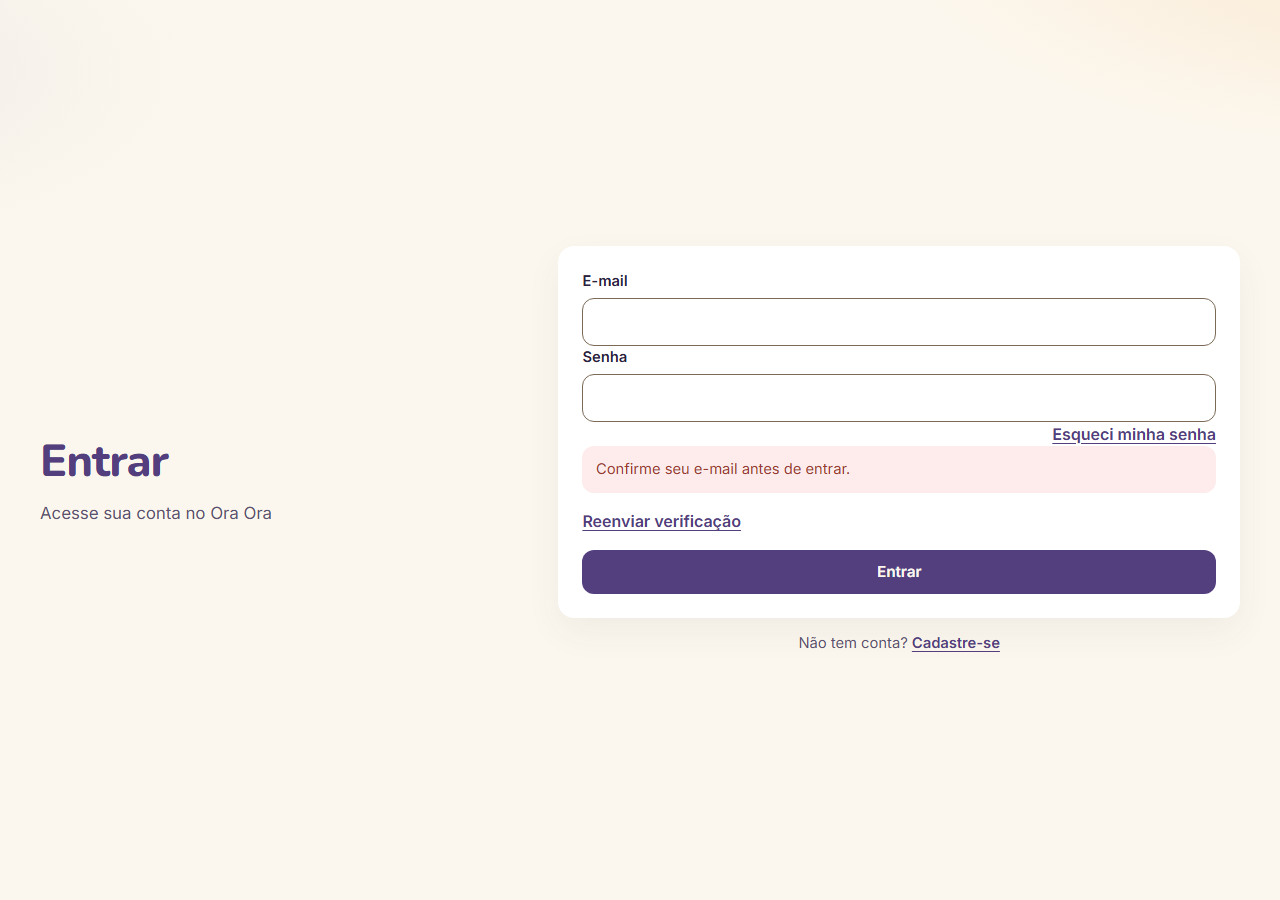 Entrar
Acesse sua conta no Ora Ora
E-mail
Senha
Esqueci minha senha
Confirme seu e-mail antes de entrar.
Reenviar verificação
Entrar
Não tem conta? Cadastre-se